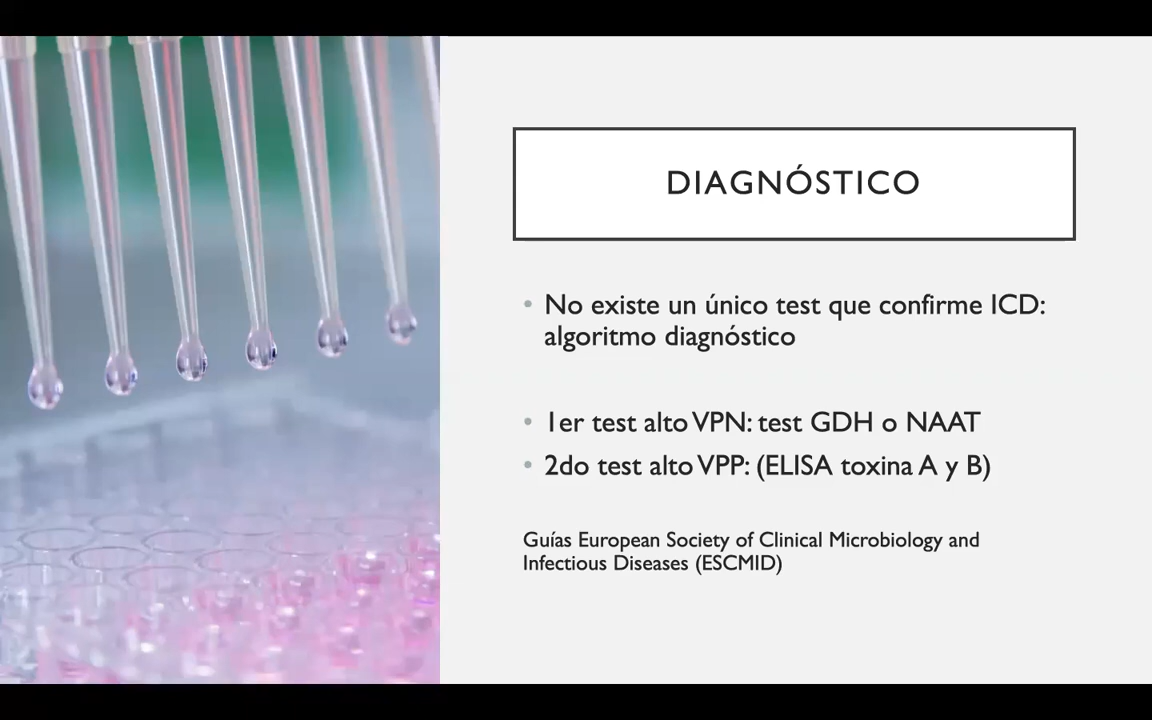 DIAGNÓSTICO
• No existe un único test que confirme ICD:
algoritmo diagnóstico
• 1er test alto VPN: test GDH o NAAT
• 2do test alto VPP: (ELISA toxina A y B)
Guías European Society of Clinical Microbiology and
Infectious Diseases (ESCMID)